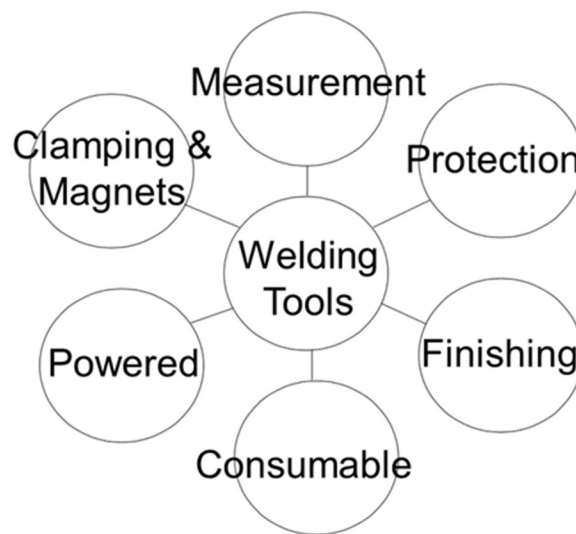 Measurement
Clamping &
Magnets
Protection
Welding
Tools
Powered
Finishing
Consumable